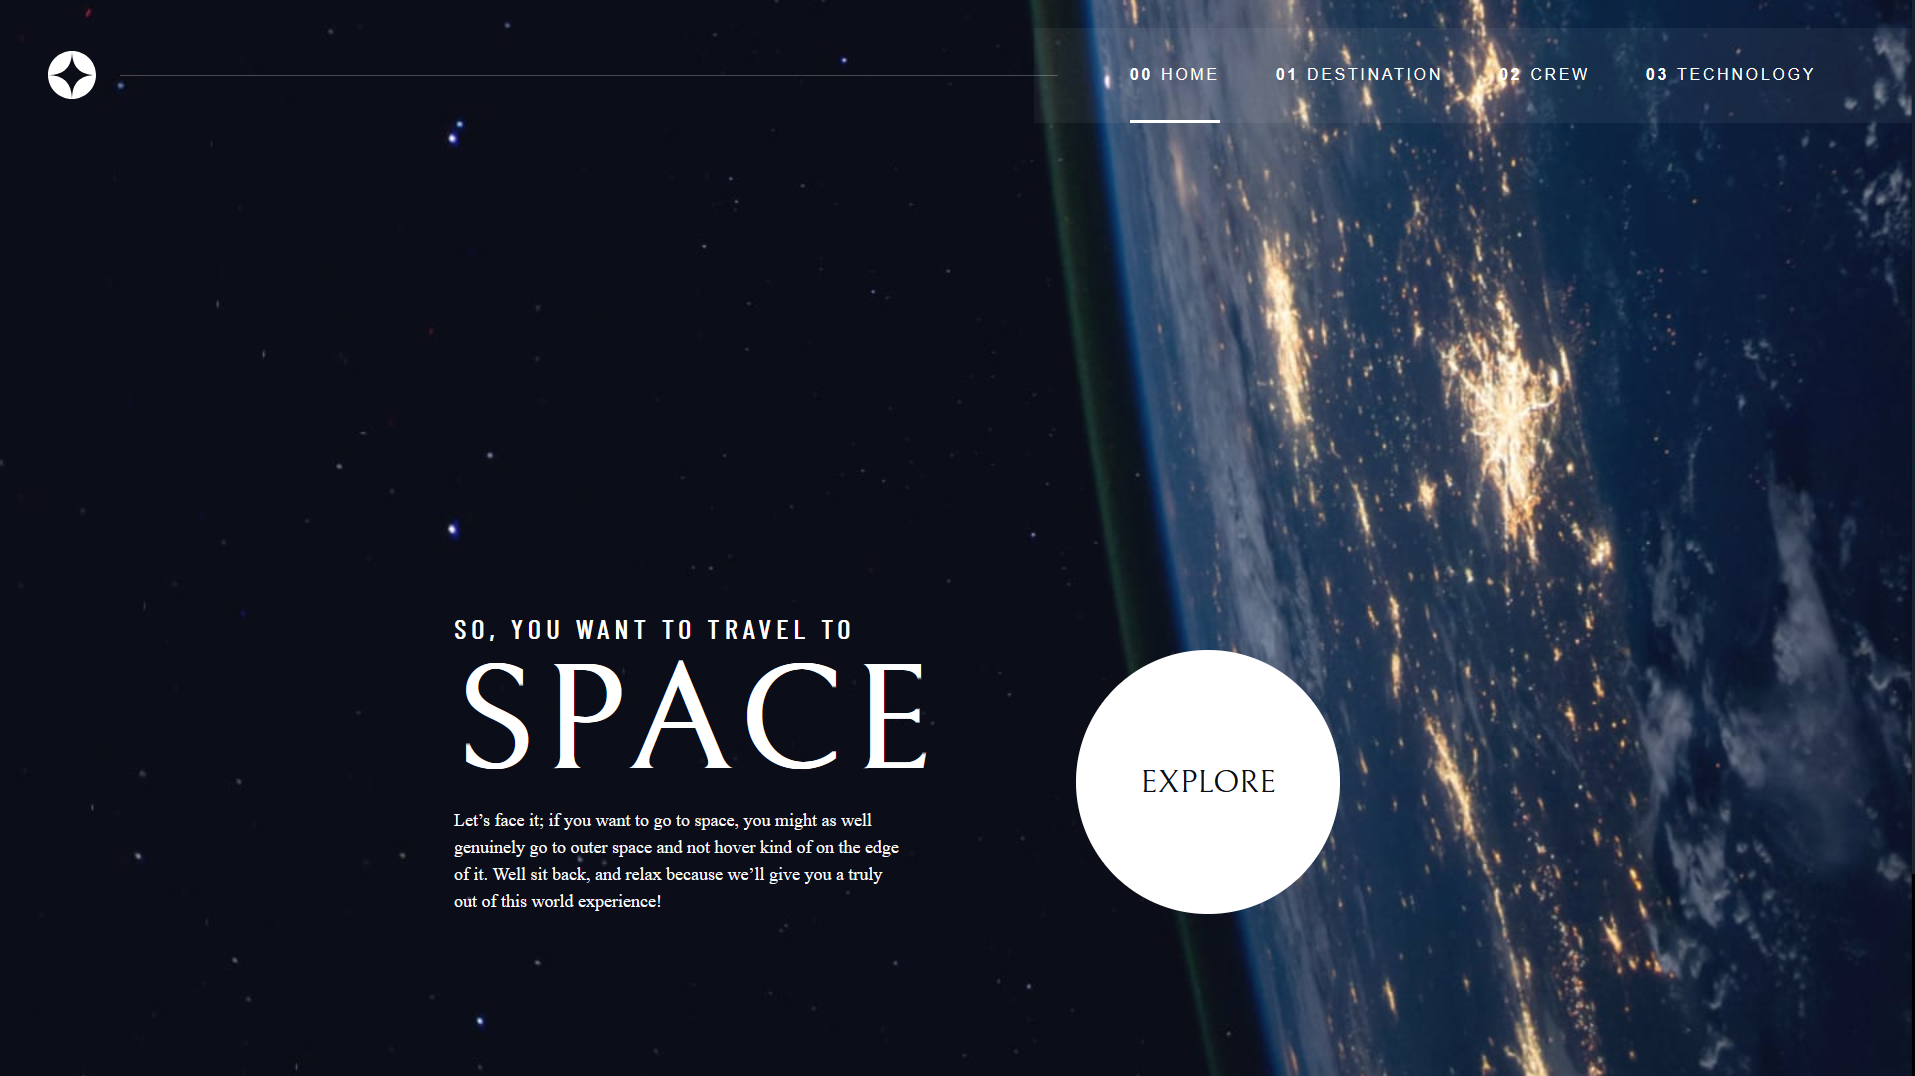 00 HOME 01 DESTINATION 02 CREW 03 TECHNOLOGY
SO, YOU WANT TO TRAVEL TO
SPACE
Let’s face it; if you want to go to space, you might as well
genuinely go to outer space and not hover kind of on the edge
of it. Well sit back, and relax because we’ll give you a truly
out of this world experience!
EXPLORE